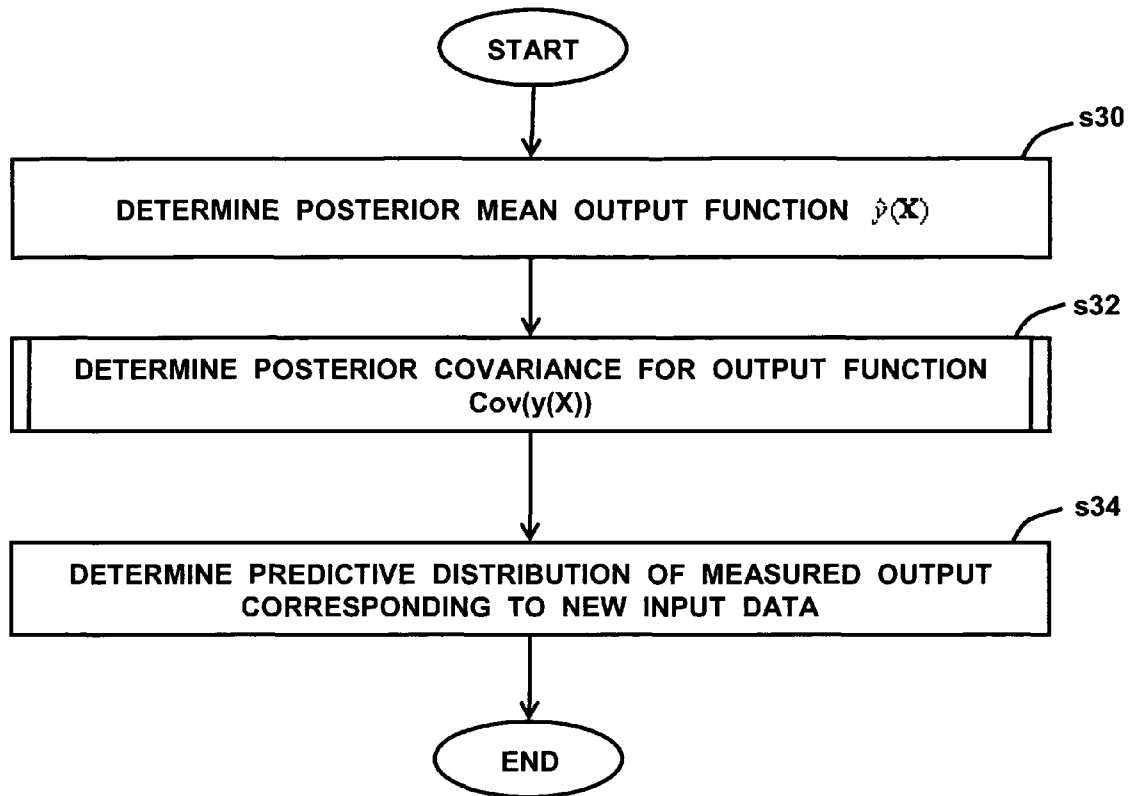 START
s30
DETERMINE POSTERIOR MEAN OUTPUT FUNCTION ŷ(X)
s32
DETERMINE POSTERIOR COVARIANCE FOR OUTPUT FUNCTION
Cov(y(X))
s34
DETERMINE PREDICTIVE DISTRIBUTION OF MEASURED OUTPUT
CORRESPONDING TO NEW INPUT DATA
END